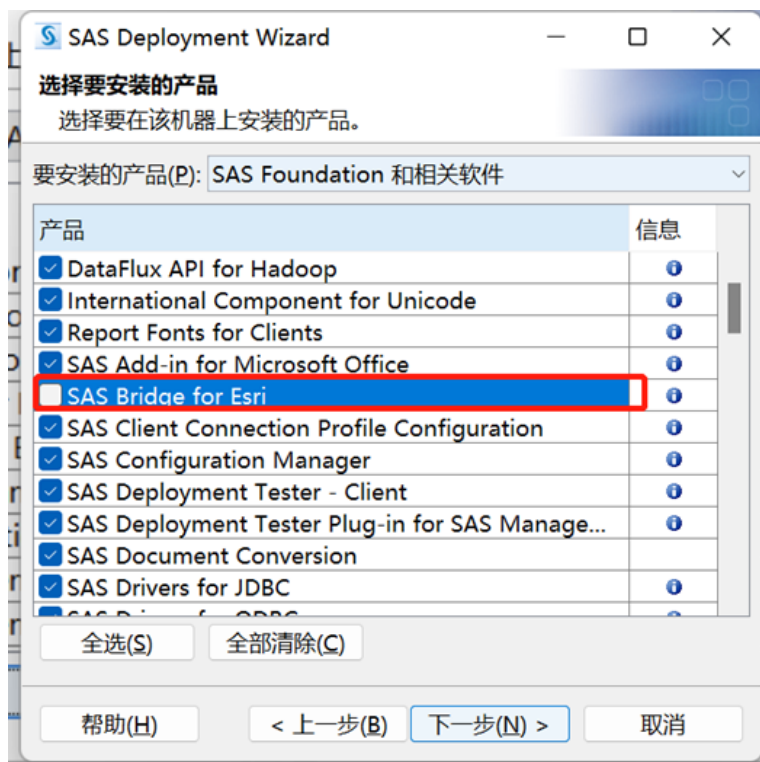 SAS Deployment Wizard
选择要安装的产品
选择要在该机器上安装的产品。
要安装的产品(P): SAS Foundation 和相关软件
产品 信息
DataFlux API for Hadoop
International Component for Unicode
Report Fonts for Clients
SAS Add-in for Microsoft Office
SAS Bridge for Esri
SAS Client Connection Profile Configuration
SAS Configuration Manager
SAS Deployment Tester - Client
SAS Deployment Tester Plug-in for SAS Manage...
SAS Document Conversion
SAS Drivers for JDBC
全选(S) 全部清除(C)
帮助(H) < 上一步(B) 下一步(N) > 取消